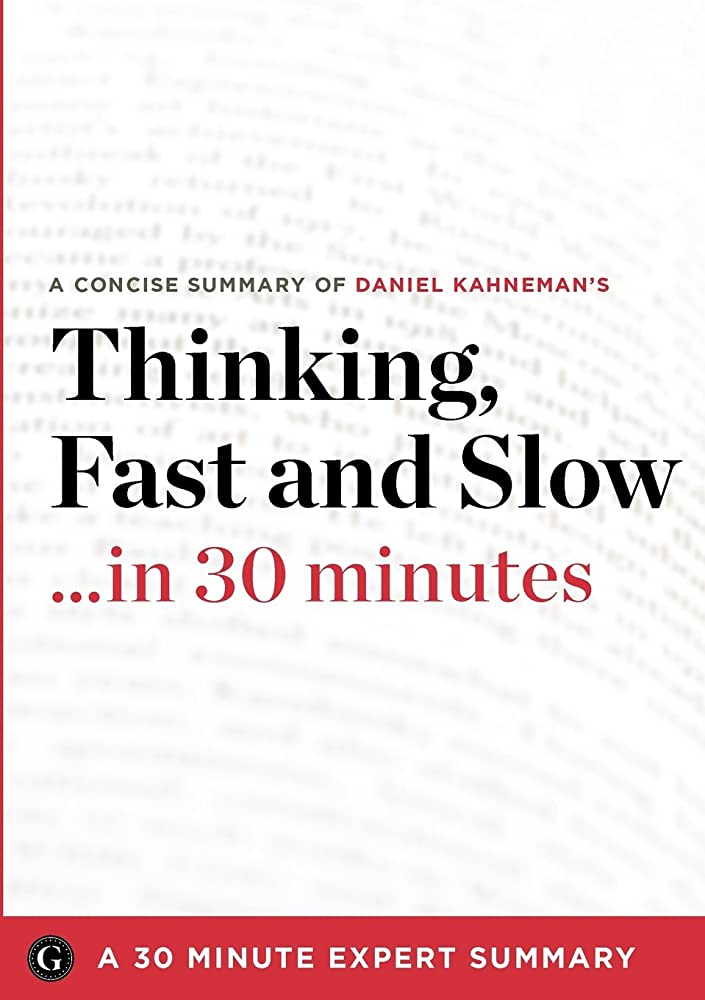 A CONCISE SUMMARY OF DANIEL KAHNEMAN'S
Thinking,
Fast and Slow
...in 30 minutes
G A 30 MINUTE EXPERT SUMMARY